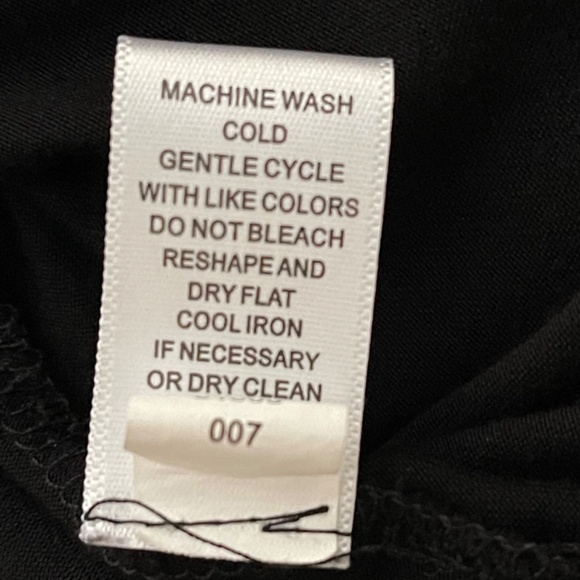 MACHINE WASH
COLD
GENTLE CYCLE
WITH LIKE COLORS
DO NOT BLEACH
RESHAPE AND
DRY FLAT
COOL IRON
IF NECESSARY
OR DRY CLEAN
007